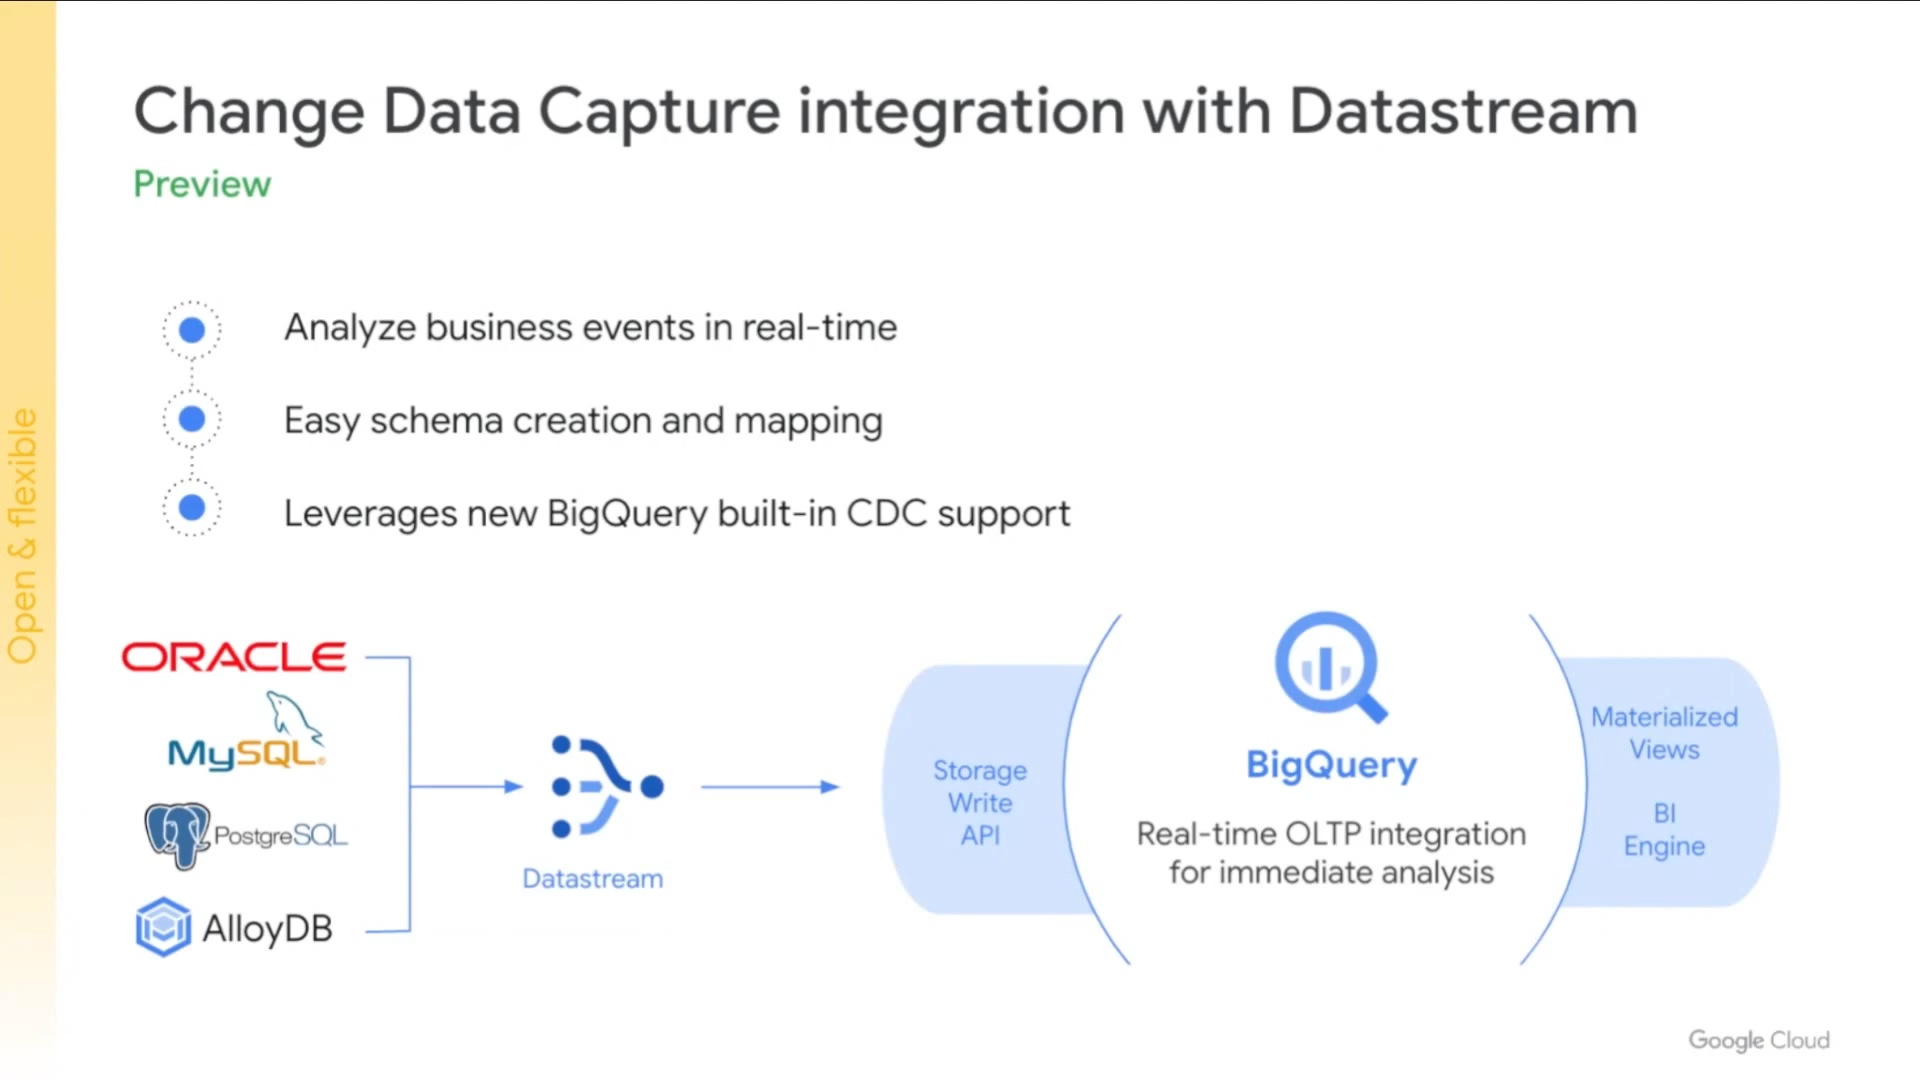 Change Data Capture integration with Datastream
Preview
Analyze business events in real-time
Easy schema creation and mapping
Leverages new BigQuery built-in CDC support
Open & flexible
ORACLE
MySQL®
PostgreSQL
AlloyDB
Datastream
Storage
Write
API
BigQuery
Real-time OLTP integration
for immediate analysis
Materialized
Views
BI
Engine
Google Cloud